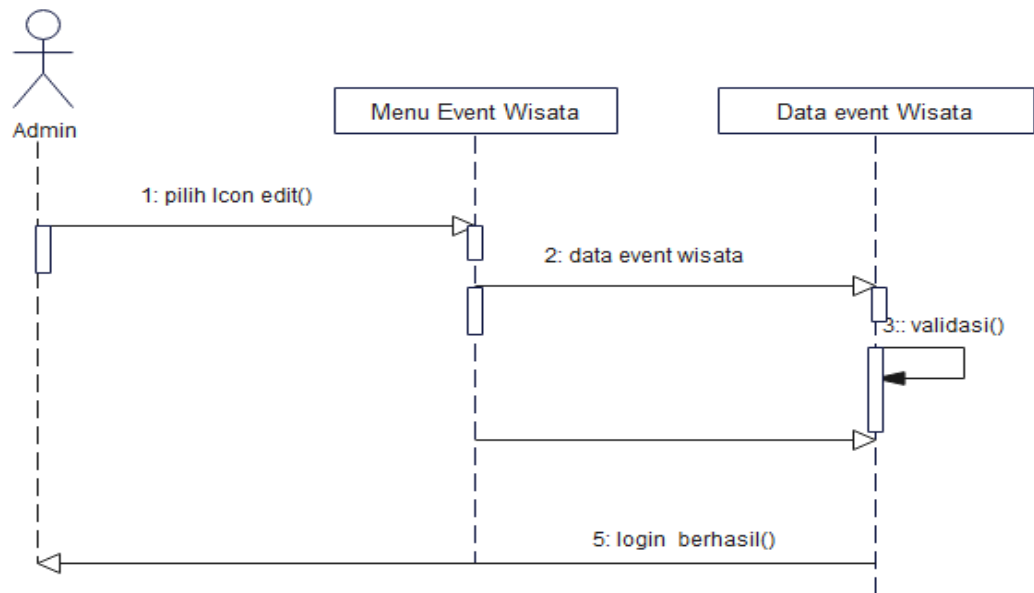 Menu Event Wisata
Data event Wisata
Admin
1: pilih Icon edit()
2: data event wisata
3:: validasi()
5: login berhasil()